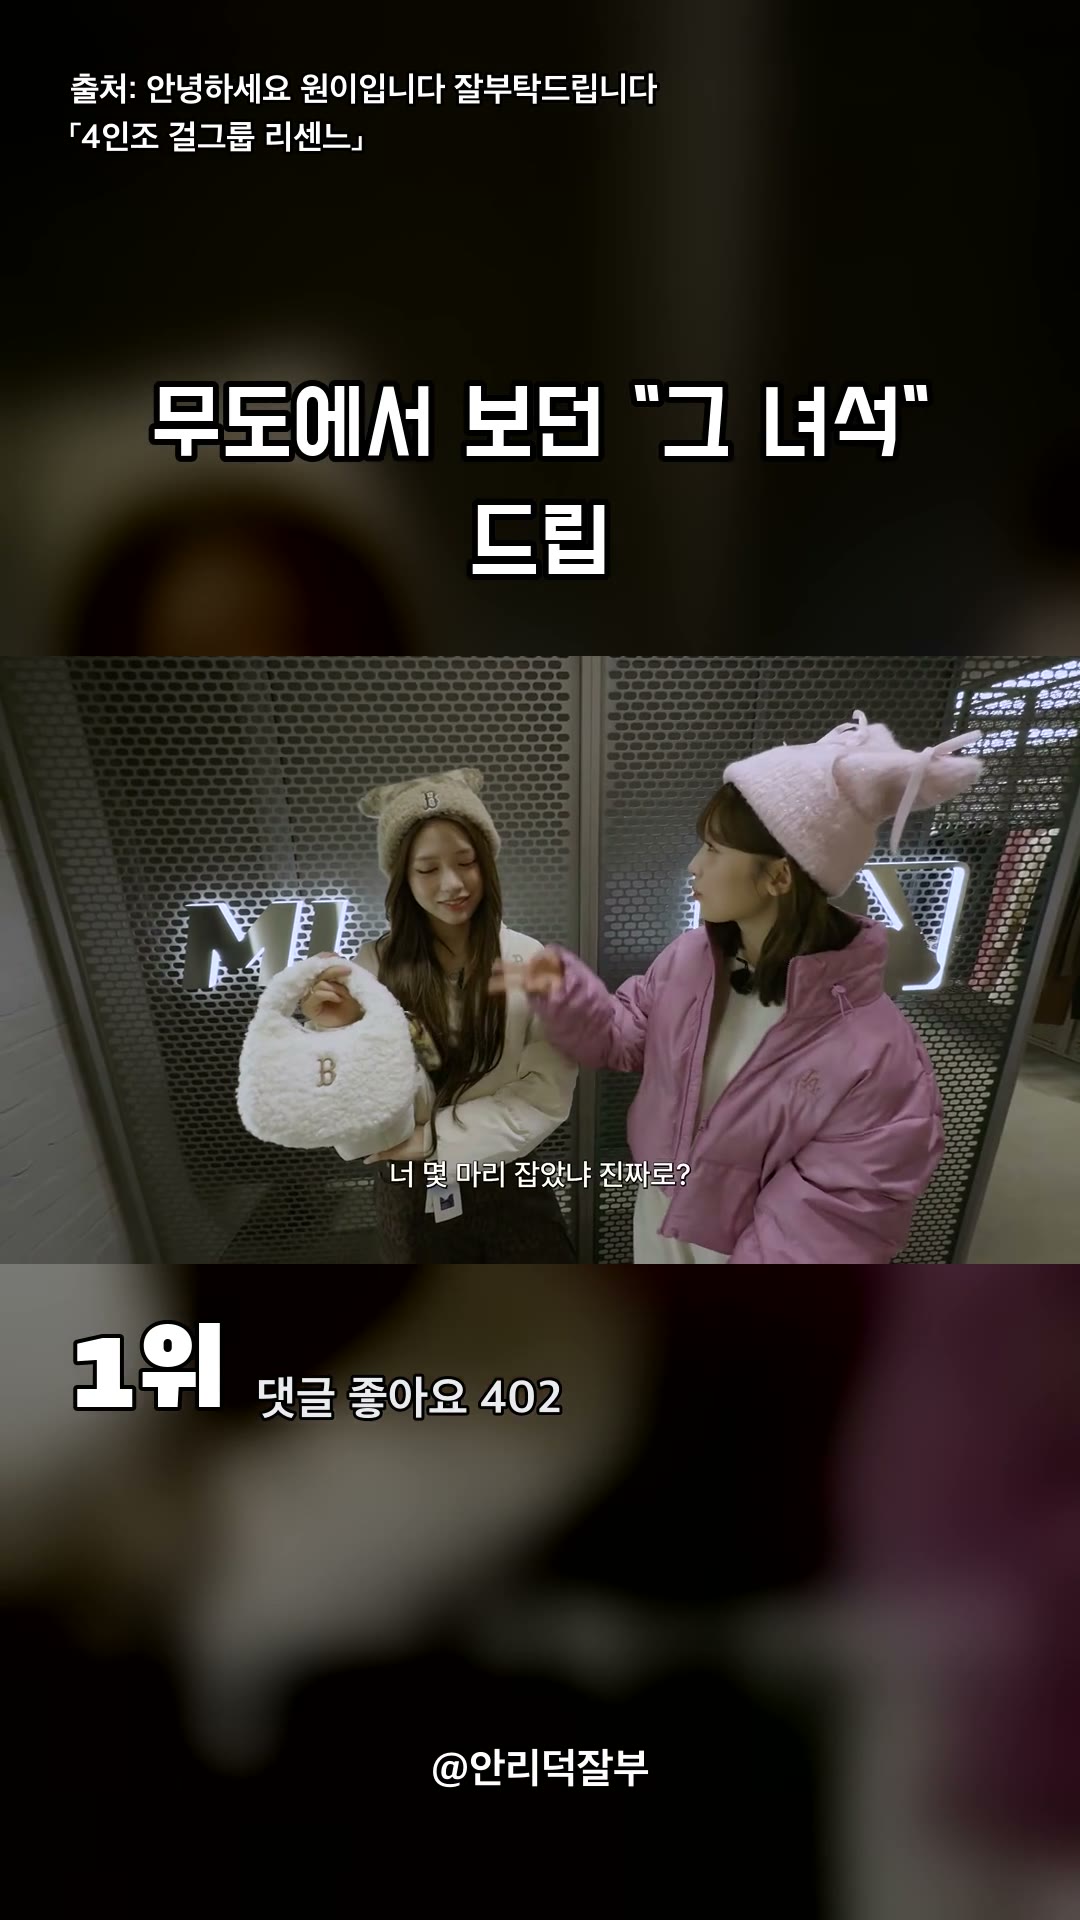 출처: 안녕하세요 원이입니다 잘부탁드립니다
「4인조 걸그룹 리센느」
무도에서 보던 "그 녀석"
드립
B
B
너 몇 마리 잡았냐 진짜로?
1위 댓글 좋아요 402
@안리덕잘부